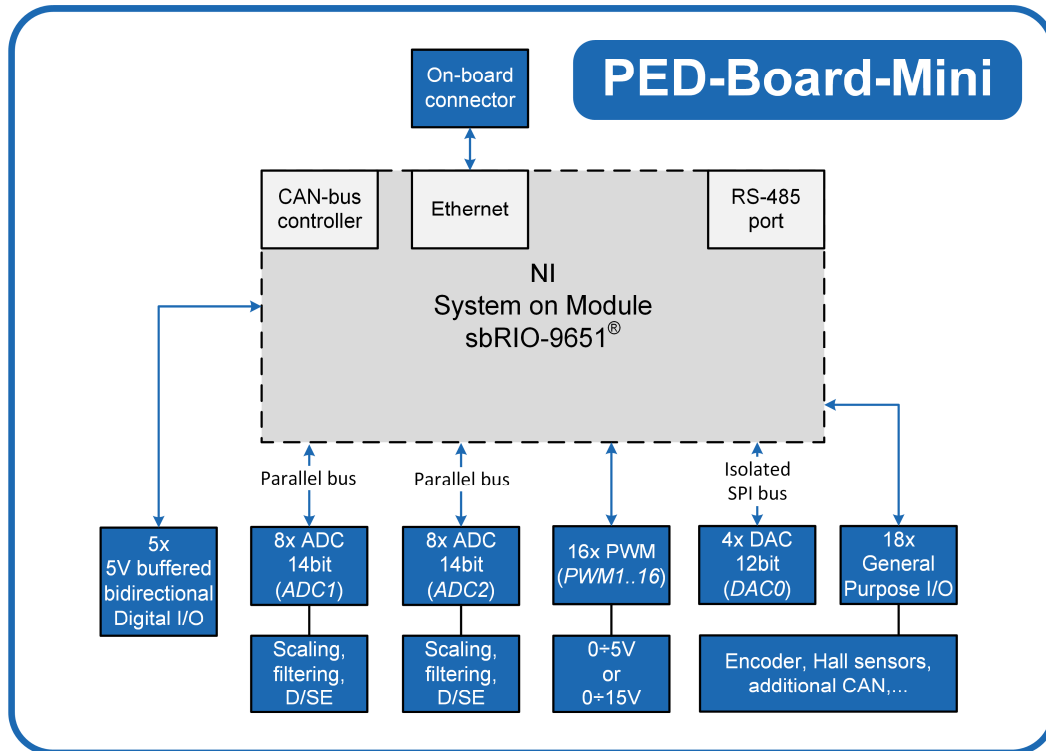 PED-Board-Mini
On-board
connector
CAN-bus
controller
Ethernet
RS-485
port
NI
System on Module
sbRIO-9651®
Parallel bus
Parallel bus
Isolated
SPI bus
5x
5V buffered
bidirectional
Digital I/O
8x ADC
14bit
(ADC1)
8x ADC
14bit
(ADC2)
16x PWM
(PWM1..16)
4x DAC
12bit
(DAC0)
18x
General
Purpose I/O
Scaling,
filtering,
D/SE
Scaling,
filtering,
D/SE
0÷5V
or
0÷15V
Encoder, Hall sensors,
additional CAN,...